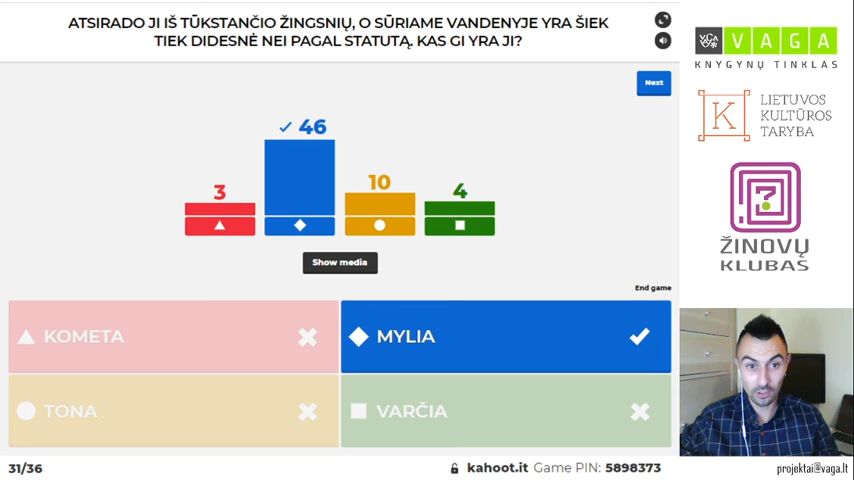 ATSIRADO JI IŠ TŪKSTANČIO ŽINGSNIŲ, O SŪRIAME VANDENYJE YRA ŠIEK
TIEK DIDESNĖ NEI PAGAL STATUTĄ. KAS GI YRA JI?
Next
3
46
10
4
Show media
End game
KOMETA
MYLIA
TONA
VARČIA
31/36
kahoot.it Game PIN: 5898373
VAGA
VAGA
KNYGYNŲ TINKLAS
K
LIETUVOS
KULTŪROS
TARYBA
?
ŽINOVŲ
KLUBAS
projektai@vaga.lt